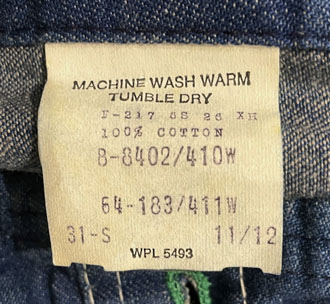 MACHINE WASH WARM
TUMBLE DRY
F-217 SS 26 XH
100% COTTON
8-8402/410W
64-183/411W
31-S 11/12
WPL 5493